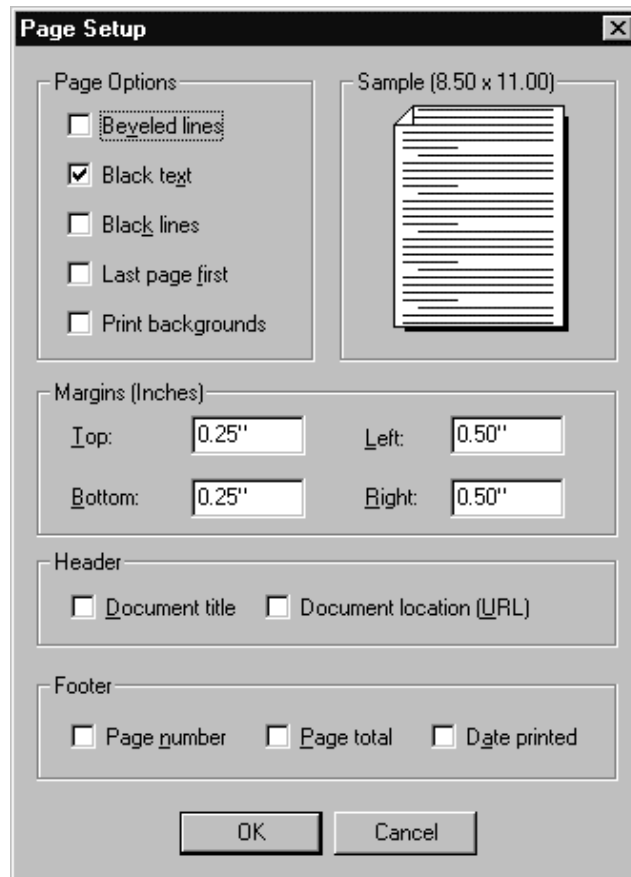 Page Setup
Page Options
Beveled lines
Black text
Black lines
Last page first
Print backgrounds
Sample (8.50 x 11.00)
Margins (Inches)
Top: 0.25" Left: 0.50"
Bottom: 0.25" Right: 0.50"
Header
Document title Document location (URL)
Footer
Page number Page total Date printed
OK Cancel